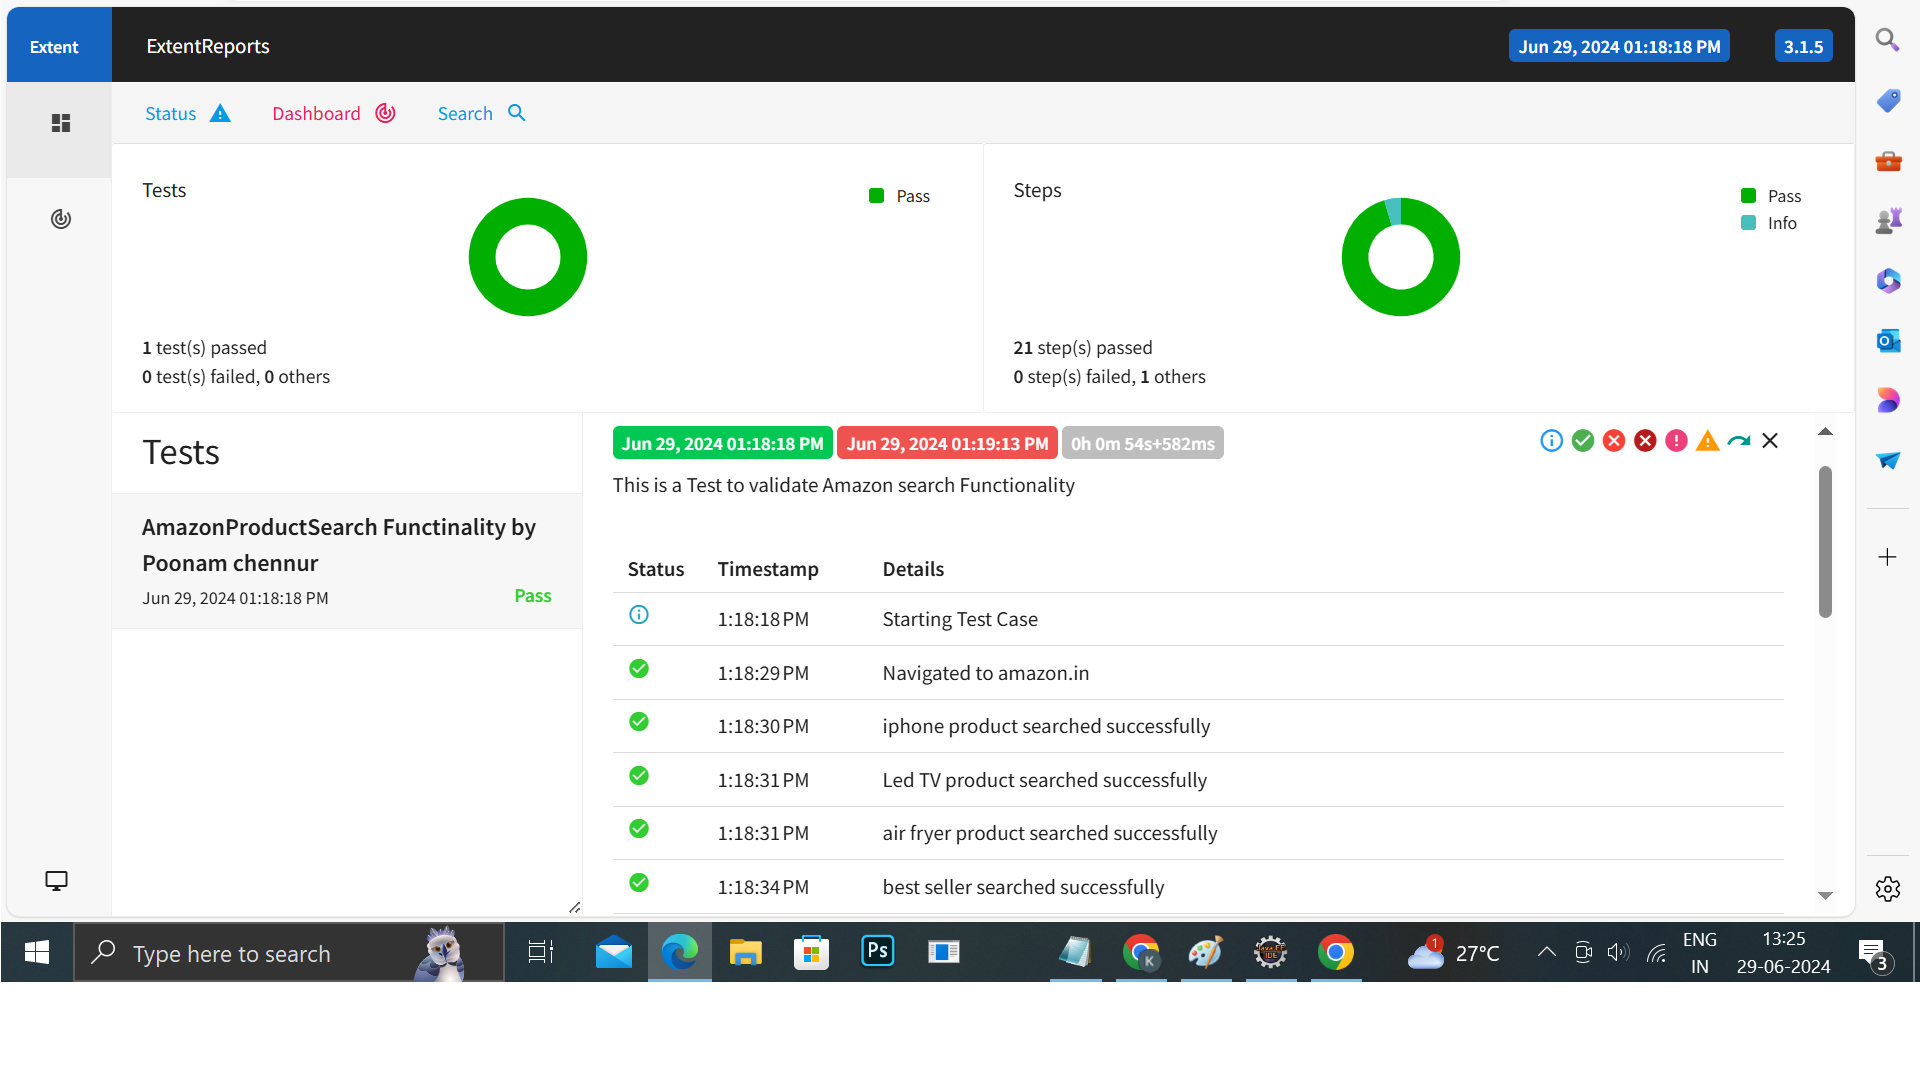 Extent
ExtentReports
Jun 29, 2024 01:18:18 PM
3.1.5
Status
Dashboard
Search
Tests
Pass
1 test(s) passed
0 test(s) failed, 0 others
Steps
Pass
Info
21 step(s) passed
0 step(s) failed, 1 others
Tests
AmazonProductSearch Functinality by
Poonam chennur
Jun 29, 2024 01:18:18 PM
Pass
Jun 29, 2024 01:18:18 PM
Jun 29, 2024 01:19:13 PM
0h 0m 54s+582ms
This is a Test to validate Amazon search Functionality
Status Timestamp Details
1:18:18 PM Starting Test Case
1:18:29 PM Navigated to amazon.in
1:18:30 PM iphone product searched successfully
1:18:31 PM Led TV product searched successfully
1:18:31 PM air fryer product searched successfully
1:18:34 PM best seller searched successfully
Type here to search
Ps
K
Java EE
IDE
1
27°C
ENG
IN
13:25
29-06-2024
3